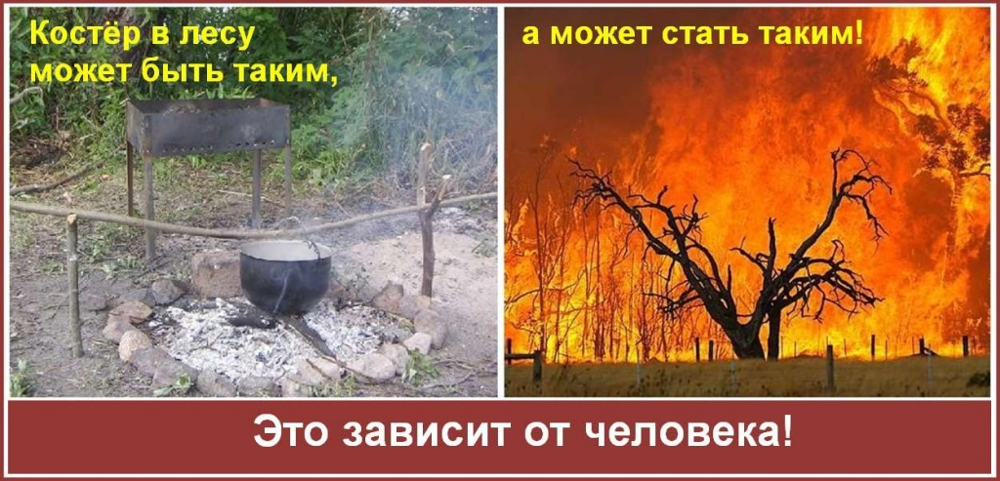 Костёр в лесу
может быть таким,
а может стать таким!
Это зависит от человека!